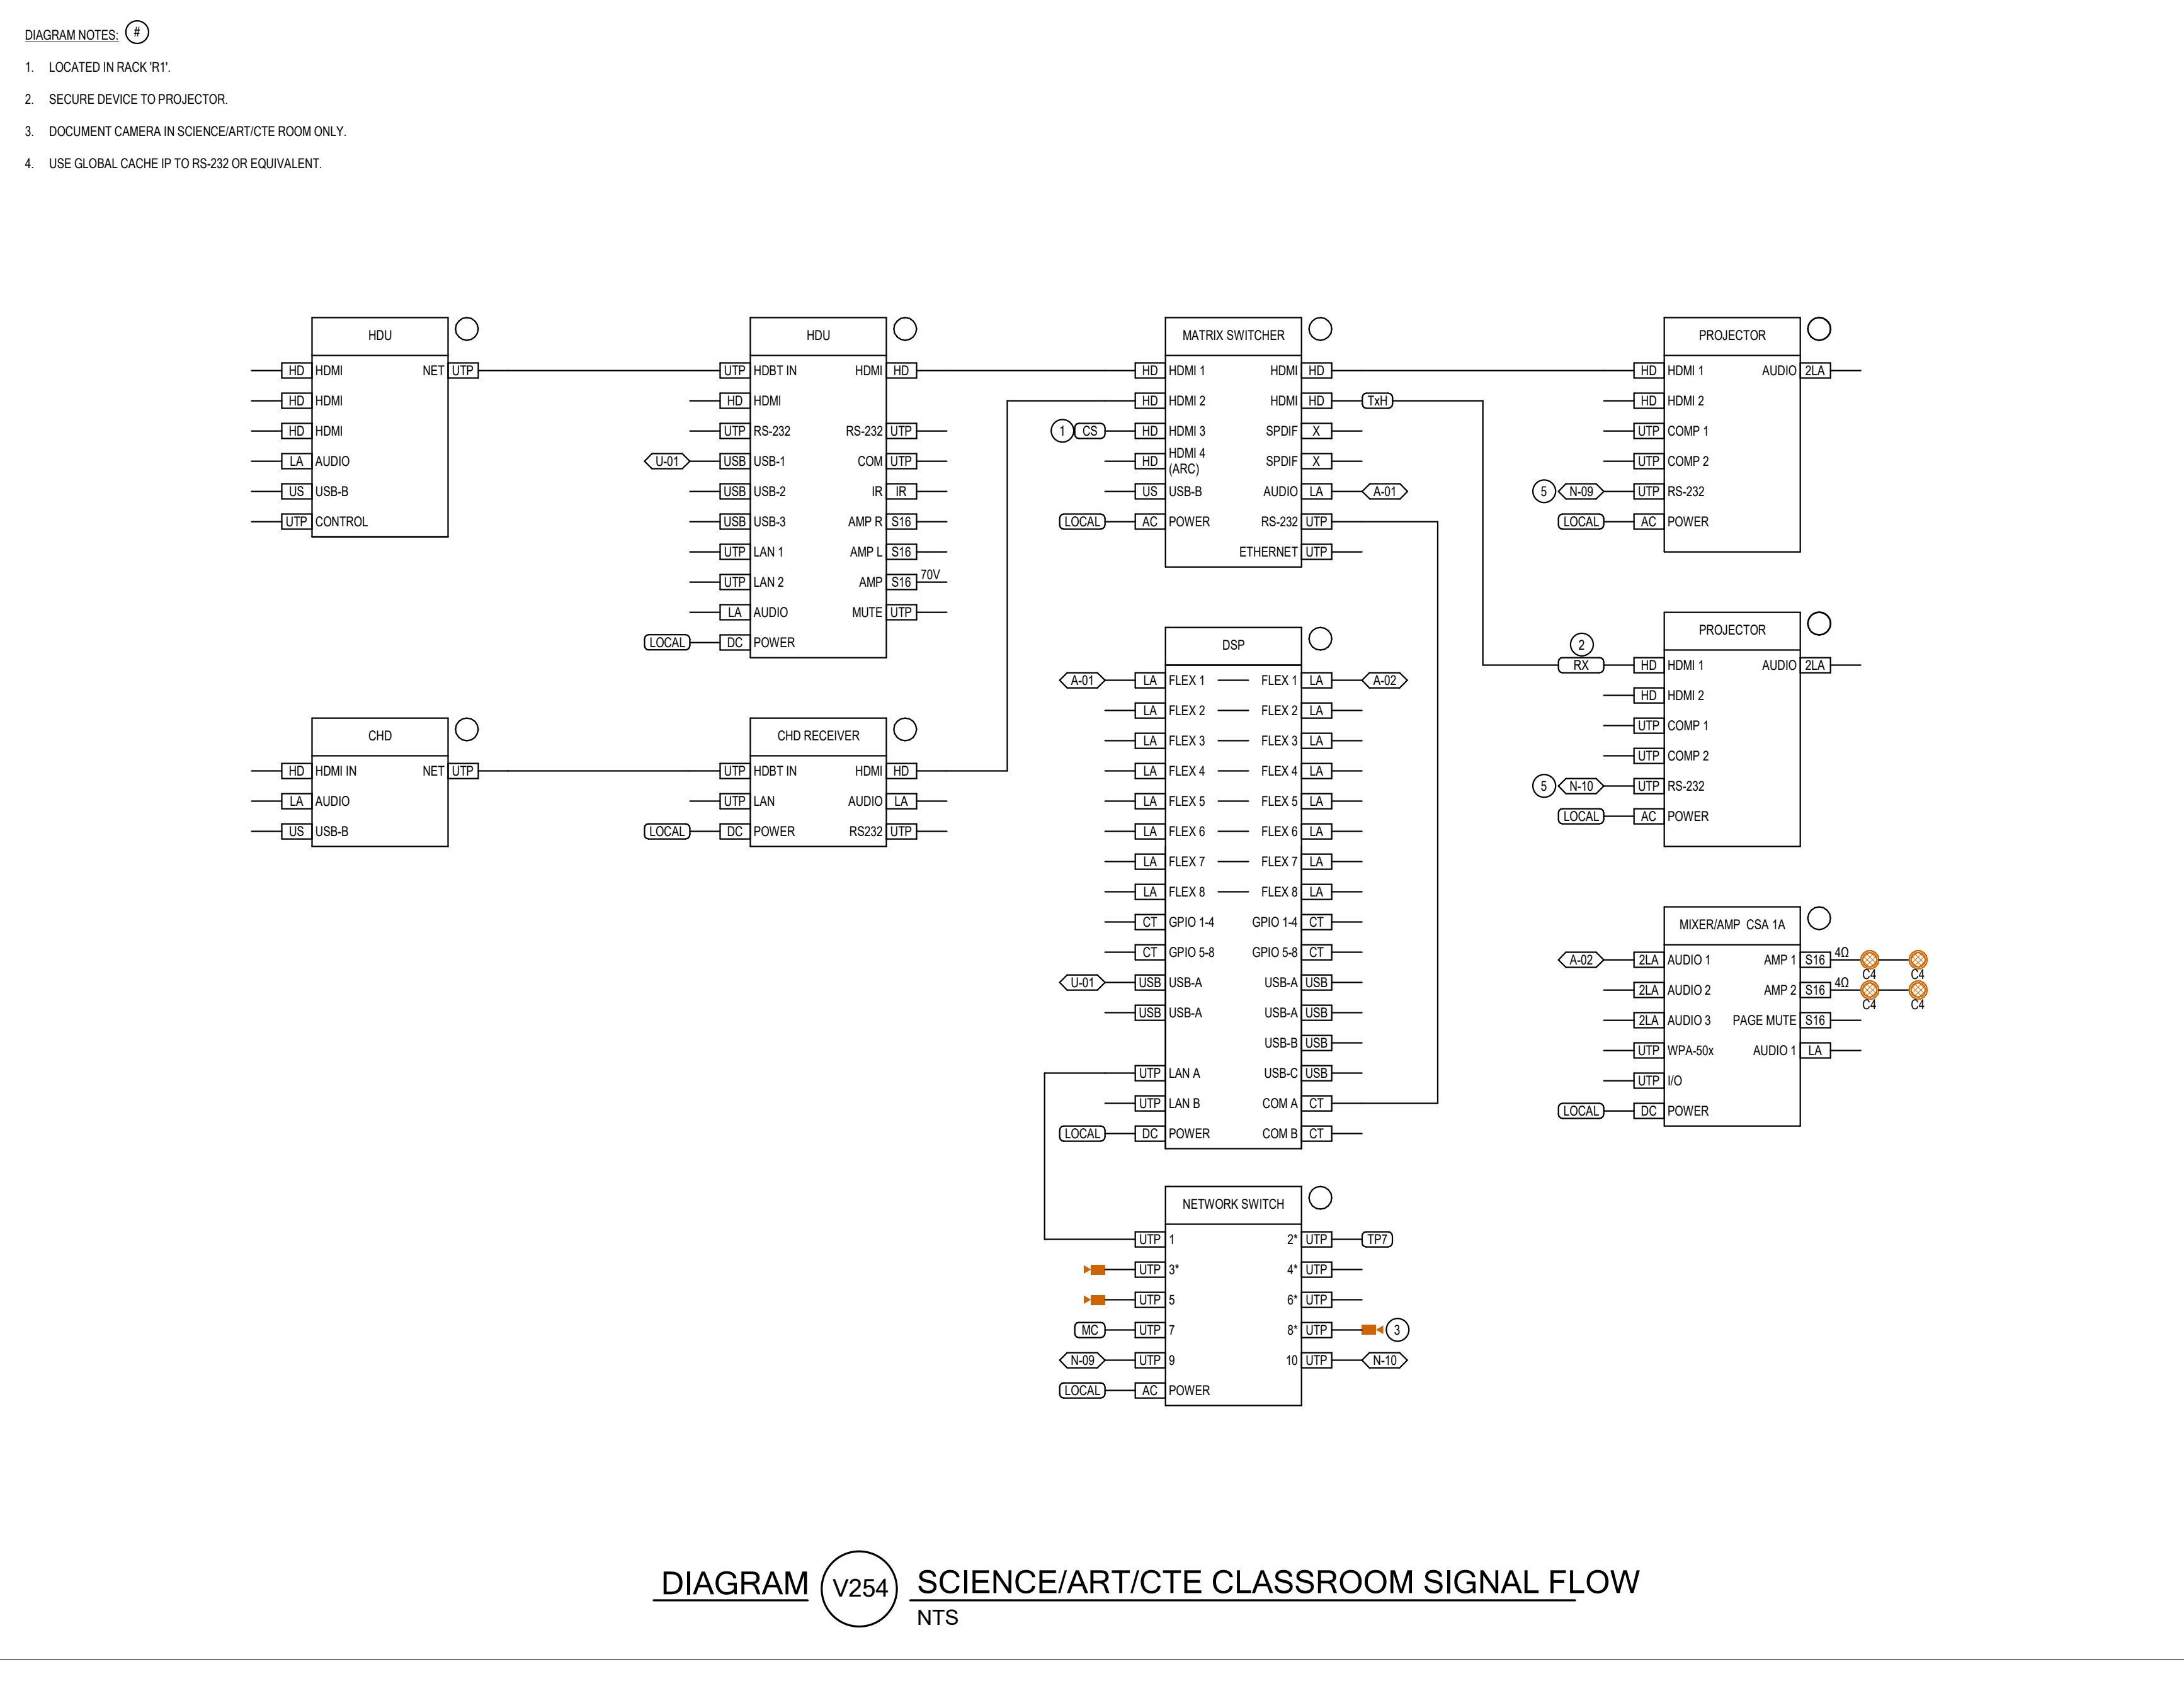 DIAGRAM NOTES: #
1. LOCATED IN RACK 'R1'.
2. SECURE DEVICE TO PROJECTOR.
3. DOCUMENT CAMERA IN SCIENCE/ART/CTE ROOM ONLY.
4. USE GLOBAL CACHE IP TO RS-232 OR EQUIVALENT.
HDU
HD HDMI NET UTP
HD HDMI
HD HDMI
LA AUDIO
US USB-B
UTP CONTROL
HDU
UTP HDBT IN HDMI HD
HD HDMI
UTP RS-232 RS-232 UTP
U-01 USB USB-1 COM UTP
USB USB-2 IR IR
USB USB-3 AMP R S16
UTP LAN 1 AMP L S16
UTP LAN 2 AMP S16 70V
LA AUDIO MUTE UTP
LOCAL DC POWER
MATRIX SWITCHER
HD HDMI 1 HDMI HD
HD HDMI 2 HDMI HD TxH
1 CS HD HDMI 3 SPDIF X
HD HDMI 4 (ARC) SPDIF X
US USB-B AUDIO LA A-01
LOCAL AC POWER RS-232 UTP
ETHERNET UTP
PROJECTOR
HD HDMI 1 AUDIO 2LA
HD HDMI 2
UTP COMP 1
UTP COMP 2
5 N-09 UTP RS-232
LOCAL AC POWER
CHD
HD HDMI IN NET UTP
LA AUDIO
US USB-B
CHD RECEIVER
UTP HDBT IN HDMI HD
UTP LAN AUDIO LA
LOCAL DC POWER RS232 UTP
DSP
A-01 LA FLEX 1 FLEX 1 LA A-02
LA FLEX 2 FLEX 2 LA
LA FLEX 3 FLEX 3 LA
LA FLEX 4 FLEX 4 LA
LA FLEX 5 FLEX 5 LA
LA FLEX 6 FLEX 6 LA
LA FLEX 7 FLEX 7 LA
LA FLEX 8 FLEX 8 LA
CT GPIO 1-4 GPIO 1-4 CT
CT GPIO 5-8 GPIO 5-8 CT
U-01 USB USB-A USB-A USB
USB USB-A USB-A USB
USB-B USB
UTP LAN A USB-C USB
UTP LAN B COM A CT
LOCAL DC POWER COM B CT
PROJECTOR
2
RX HD HDMI 1 AUDIO 2LA
HD HDMI 2
UTP COMP 1
UTP COMP 2
5 N-10 UTP RS-232
LOCAL AC POWER
MIXER/AMP CSA 1A
A-02 2LA AUDIO 1 AMP 1 S16 4Ω C4 C4
2LA AUDIO 2 AMP 2 S16 4Ω C4 C4
2LA AUDIO 3 PAGE MUTE S16
UTP WPA-50x AUDIO 1 LA
UTP I/O
LOCAL DC POWER
NETWORK SWITCH
UTP 1 2* UTP TP7
UTP 3* 4* UTP
UTP 5 6* UTP
MC UTP 7 8* UTP 3
N-09 UTP 9 10 UTP N-10
LOCAL AC POWER
DIAGRAM V254 SCIENCE/ART/CTE CLASSROOM SIGNAL FLOW
NTS